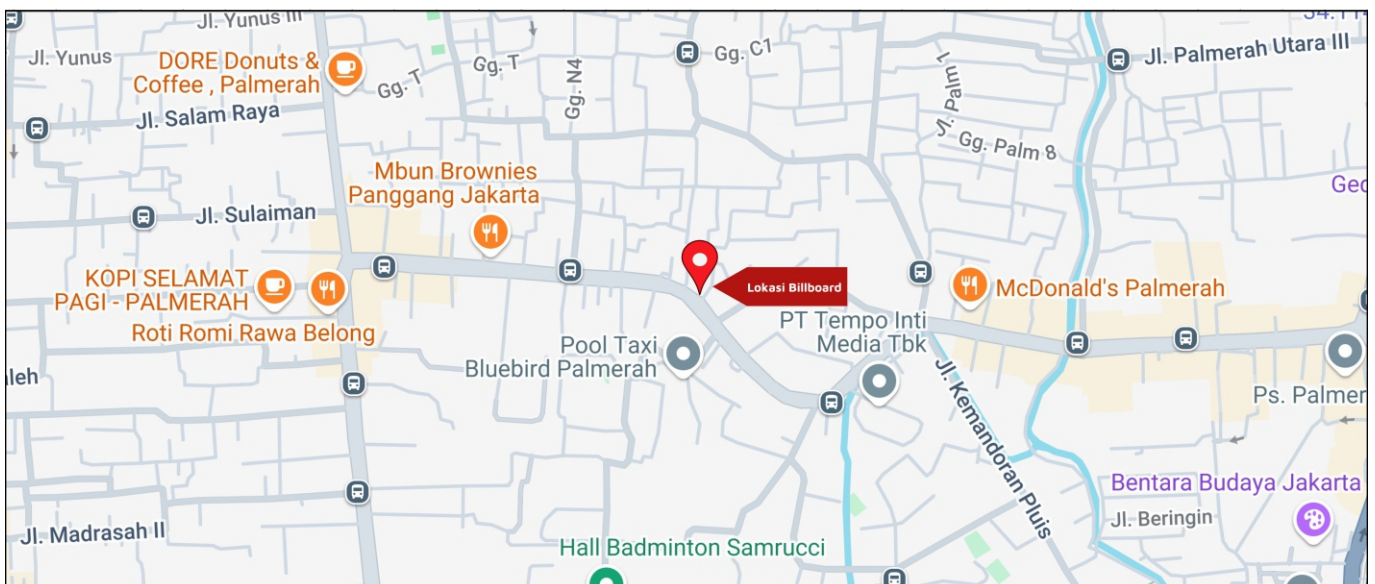 Jl. Yunus III
Jl. Yunus
DORE Donuts &
Coffee , Palmerah
Gg. T
Gg. T
Gg. N4
Gg. C1
Jl. Palmerah Utara III
Jl. Salam Raya
Jl. Palm 1
Gg. Palm 8
Mbun Brownies
Panggang Jakarta
Jl. Sulaiman
KOPI SELAMAT
PAGI - PALMERAH
Roti Romi Rawa Belong
Lokasi Billboard
McDonald's Palmerah
PT Tempo Inti
Media Tbk
Pool Taxi
Bluebird Palmerah
Jl. Kemandoran Pluis
Ps. Palmer
Bentara Budaya Jakarta
Jl. Beringin
Jl. Madrasah II
Hall Badminton Samrucci